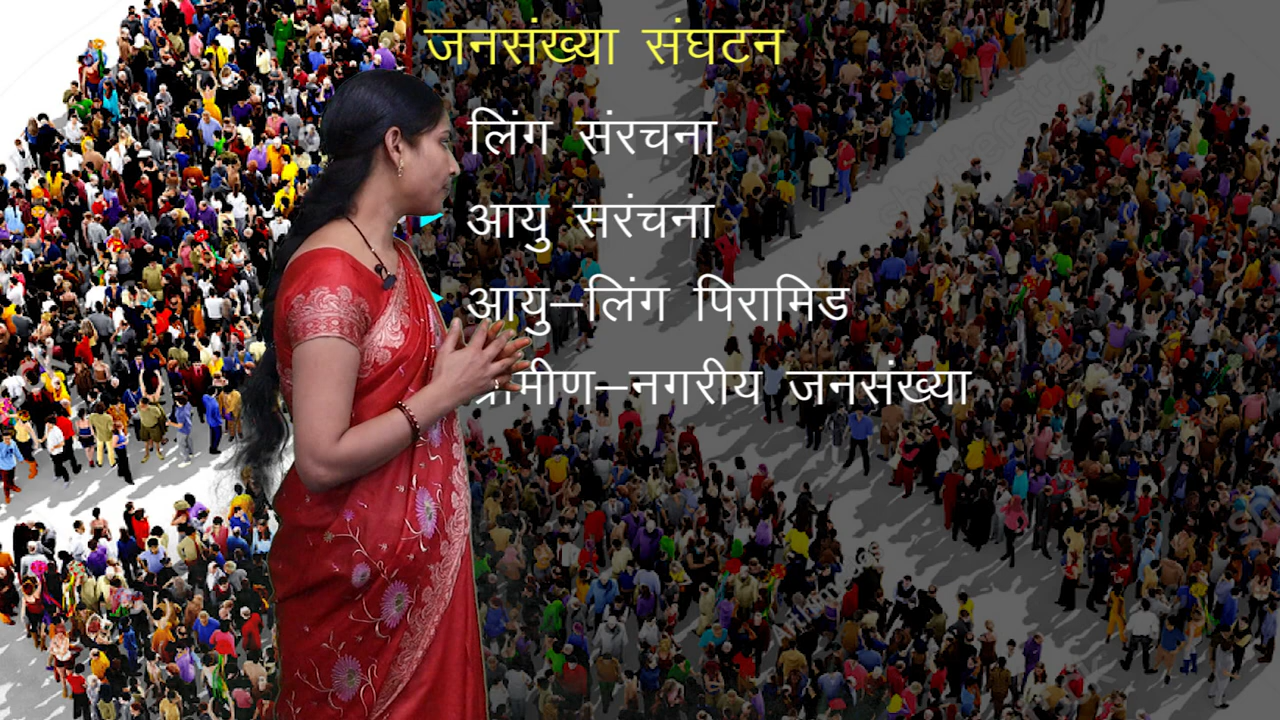 जनसंख्या संघटन
लिंग संरचना
आयु सरंचना
आयु–लिंग पिरामिड
ग्रामीण–नगरीय जनसंख्या